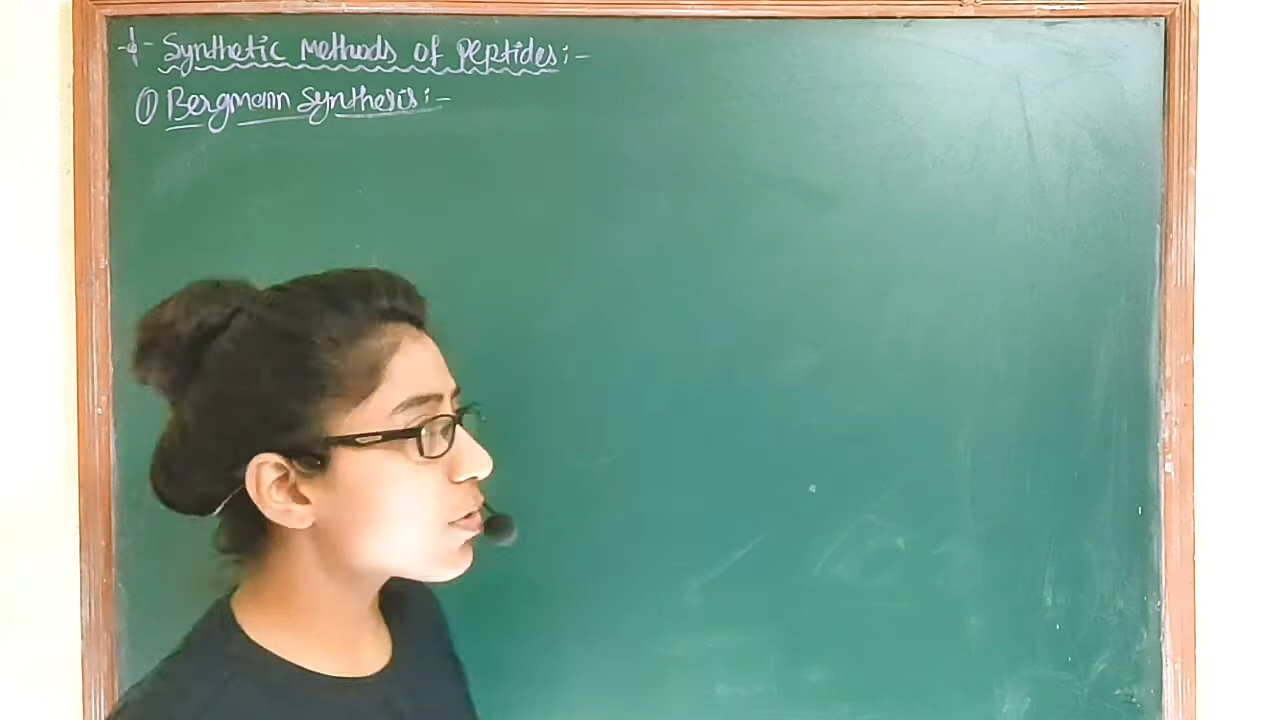 Synthetic Methods of Peptides:-
① Bergmann Synthesis:-